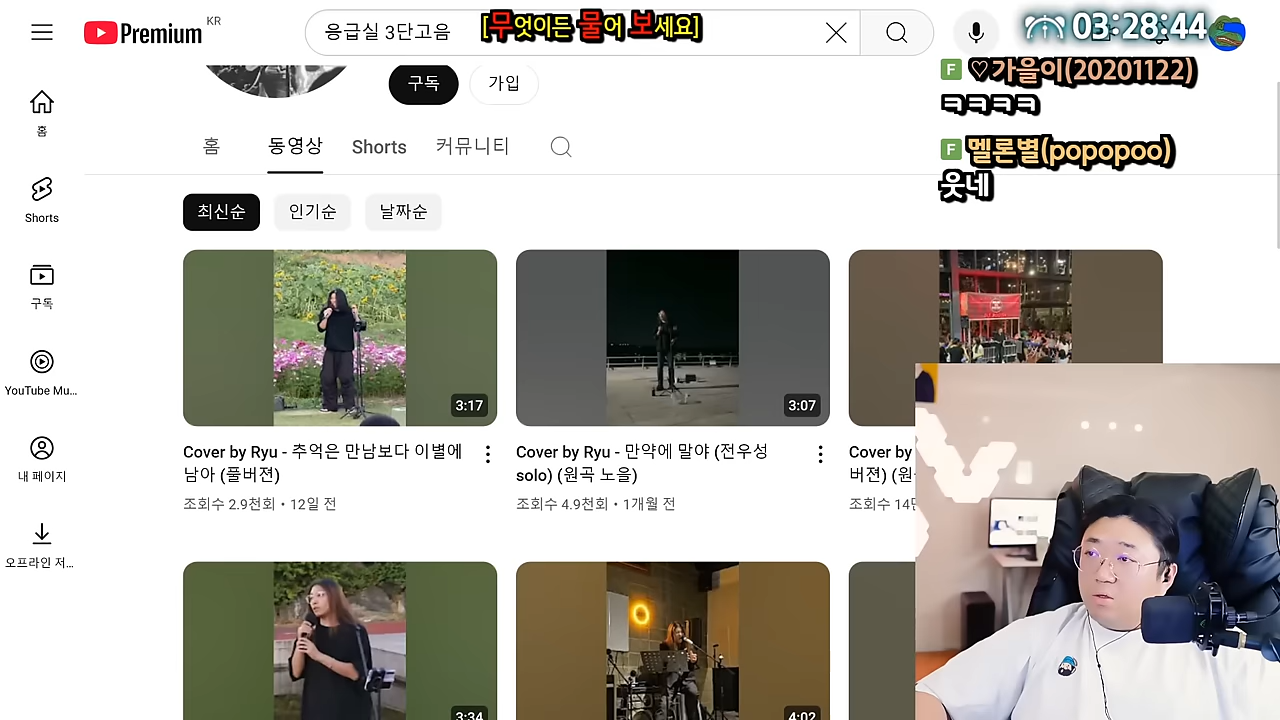 Premium KR
응급실 3단고음
[무엇이든 물어 보세요]
03:28:44
F ♡가을이(20201122)
ㅋㅋㅋㅋ
F 멜론별(popopoo)
웃네
구독
가입
홈
동영상
Shorts
커뮤니티
최신순
인기순
날짜순
홈
Shorts
구독
YouTube Mu...
내 페이지
오프라인 저...
3:17
3:07
Cover by Ryu - 추억은 만남보다 이별에
남아 (풀버젼)
조회수 2.9천회 • 12일 전
Cover by Ryu - 만약에 말야 (전우성
solo) (원곡 노을)
조회수 4.9천회 • 1개월 전
Cover by
버젼) (원
조회수 14만
3:34
4:02